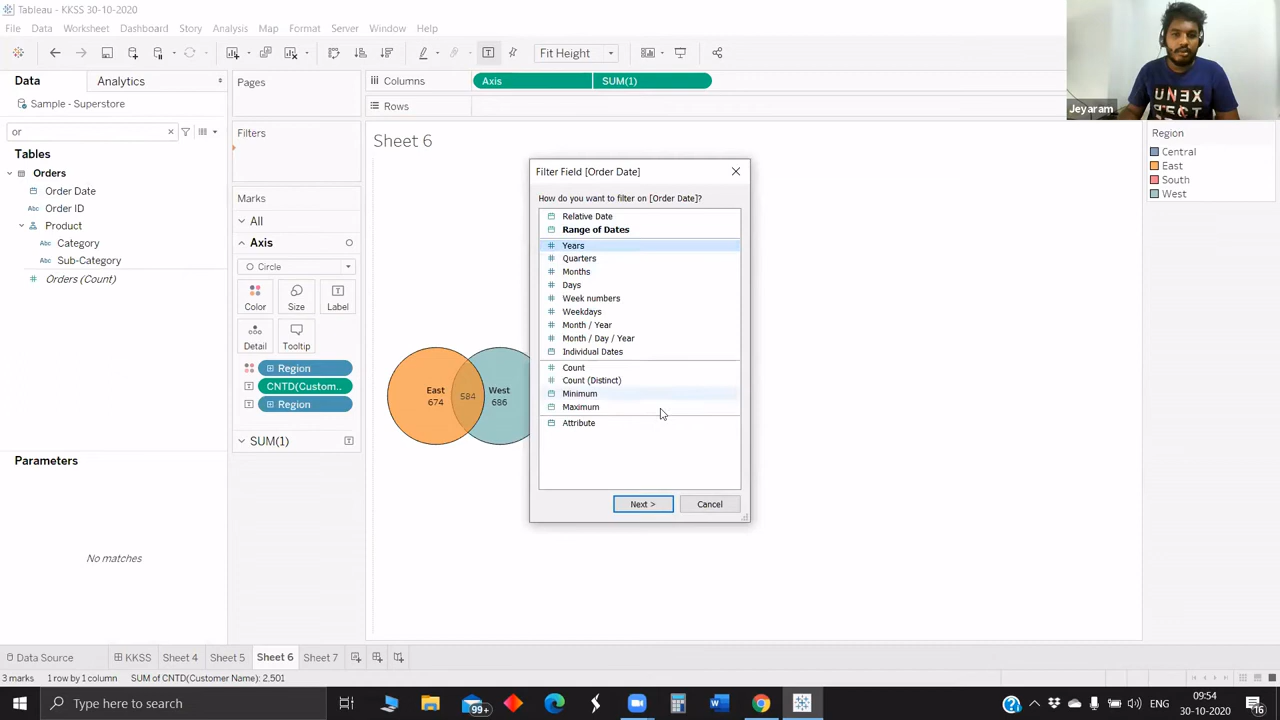 Tableau - KKSS 30-10-2020
File Data Worksheet Dashboard Story Analysis Map Format Server Window Help
Fit Height
Data Analytics
Sample - Superstore
or
Tables
Orders
Order Date
Abc Order ID
Product
Abc Category
Abc Sub-Category
Orders (Count)
Parameters
No matches
Pages
Filters
Marks
All
Axis
Circle
Color Size Label
Detail Tooltip
Region
CNTD(Custom..
Region
SUM(1)
Columns Axis SUM(1)
Rows
Sheet 6
East
674
584
West
686
Filter Field [Order Date]
How do you want to filter on [Order Date]?
Relative Date
Range of Dates
Years
Quarters
Months
Days
Week numbers
Weekdays
Month / Year
Month / Day / Year
Individual Dates
Count
Count (Distinct)
Minimum
Maximum
Attribute
Next > Cancel
Jeyaram
Region
Central
East
South
West
Data Source KKSS Sheet 4 Sheet 5 Sheet 6 Sheet 7
3 marks 1 row by 1 column SUM of CNTD(Customer Name): 2.501
Type here to search
99+
ENG
09:54
30-10-2020
16